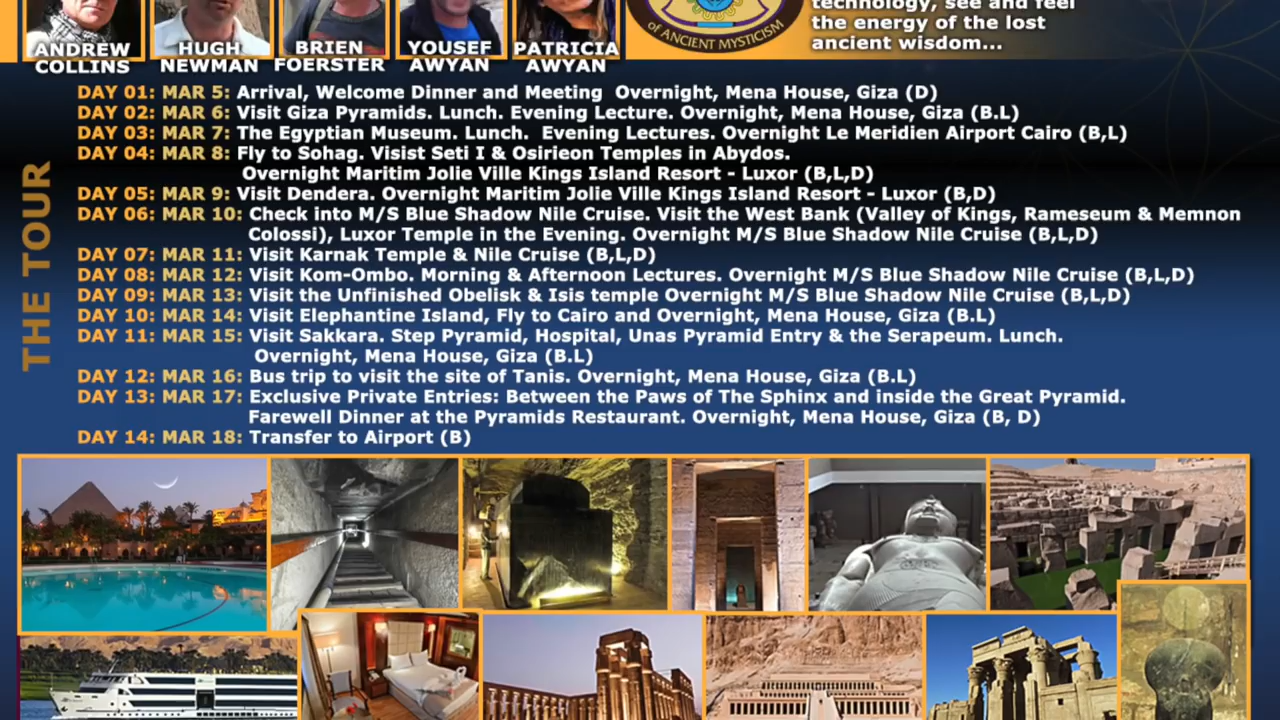 technology, see and feel
the energy of the lost
ancient wisdom...
of ANCIENT MYSTICISM
ANDREW
COLLINS
HUGH
NEWMAN
BRIEN
FOERSTER
YOUSEF
AWYAN
PATRICIA
AWYAN
THE TOUR
DAY 01: MAR 5: Arrival, Welcome Dinner and Meeting Overnight, Mena House, Giza (D)
DAY 02: MAR 6: Visit Giza Pyramids. Lunch. Evening Lecture. Overnight, Mena House, Giza (B.L)
DAY 03: MAR 7: The Egyptian Museum. Lunch. Evening Lectures. Overnight Le Meridien Airport Cairo (B,L)
DAY 04: MAR 8: Fly to Sohag. Visist Seti I & Osirieon Temples in Abydos.
Overnight Maritim Jolie Ville Kings Island Resort - Luxor (B,L,D)
DAY 05: MAR 9: Visit Dendera. Overnight Maritim Jolie Ville Kings Island Resort - Luxor (B,D)
DAY 06: MAR 10: Check into M/S Blue Shadow Nile Cruise. Visit the West Bank (Valley of Kings, Rameseum & Memnon
Colossi), Luxor Temple in the Evening. Overnight M/S Blue Shadow Nile Cruise (B,L,D)
DAY 07: MAR 11: Visit Karnak Temple & Nile Cruise (B,L,D)
DAY 08: MAR 12: Visit Kom-Ombo. Morning & Afternoon Lectures. Overnight M/S Blue Shadow Nile Cruise (B,L,D)
DAY 09: MAR 13: Visit the Unfinished Obelisk & Isis temple Overnight M/S Blue Shadow Nile Cruise (B,L,D)
DAY 10: MAR 14: Visit Elephantine Island, Fly to Cairo and Overnight, Mena House, Giza (B.L)
DAY 11: MAR 15: Visit Sakkara. Step Pyramid, Hospital, Unas Pyramid Entry & the Serapeum. Lunch.
Overnight, Mena House, Giza (B.L)
DAY 12: MAR 16: Bus trip to visit the site of Tanis. Overnight, Mena House, Giza (B.L)
DAY 13: MAR 17: Exclusive Private Entries: Between the Paws of The Sphinx and inside the Great Pyramid.
Farewell Dinner at the Pyramids Restaurant. Overnight, Mena House, Giza (B, D)
DAY 14: MAR 18: Transfer to Airport (B)